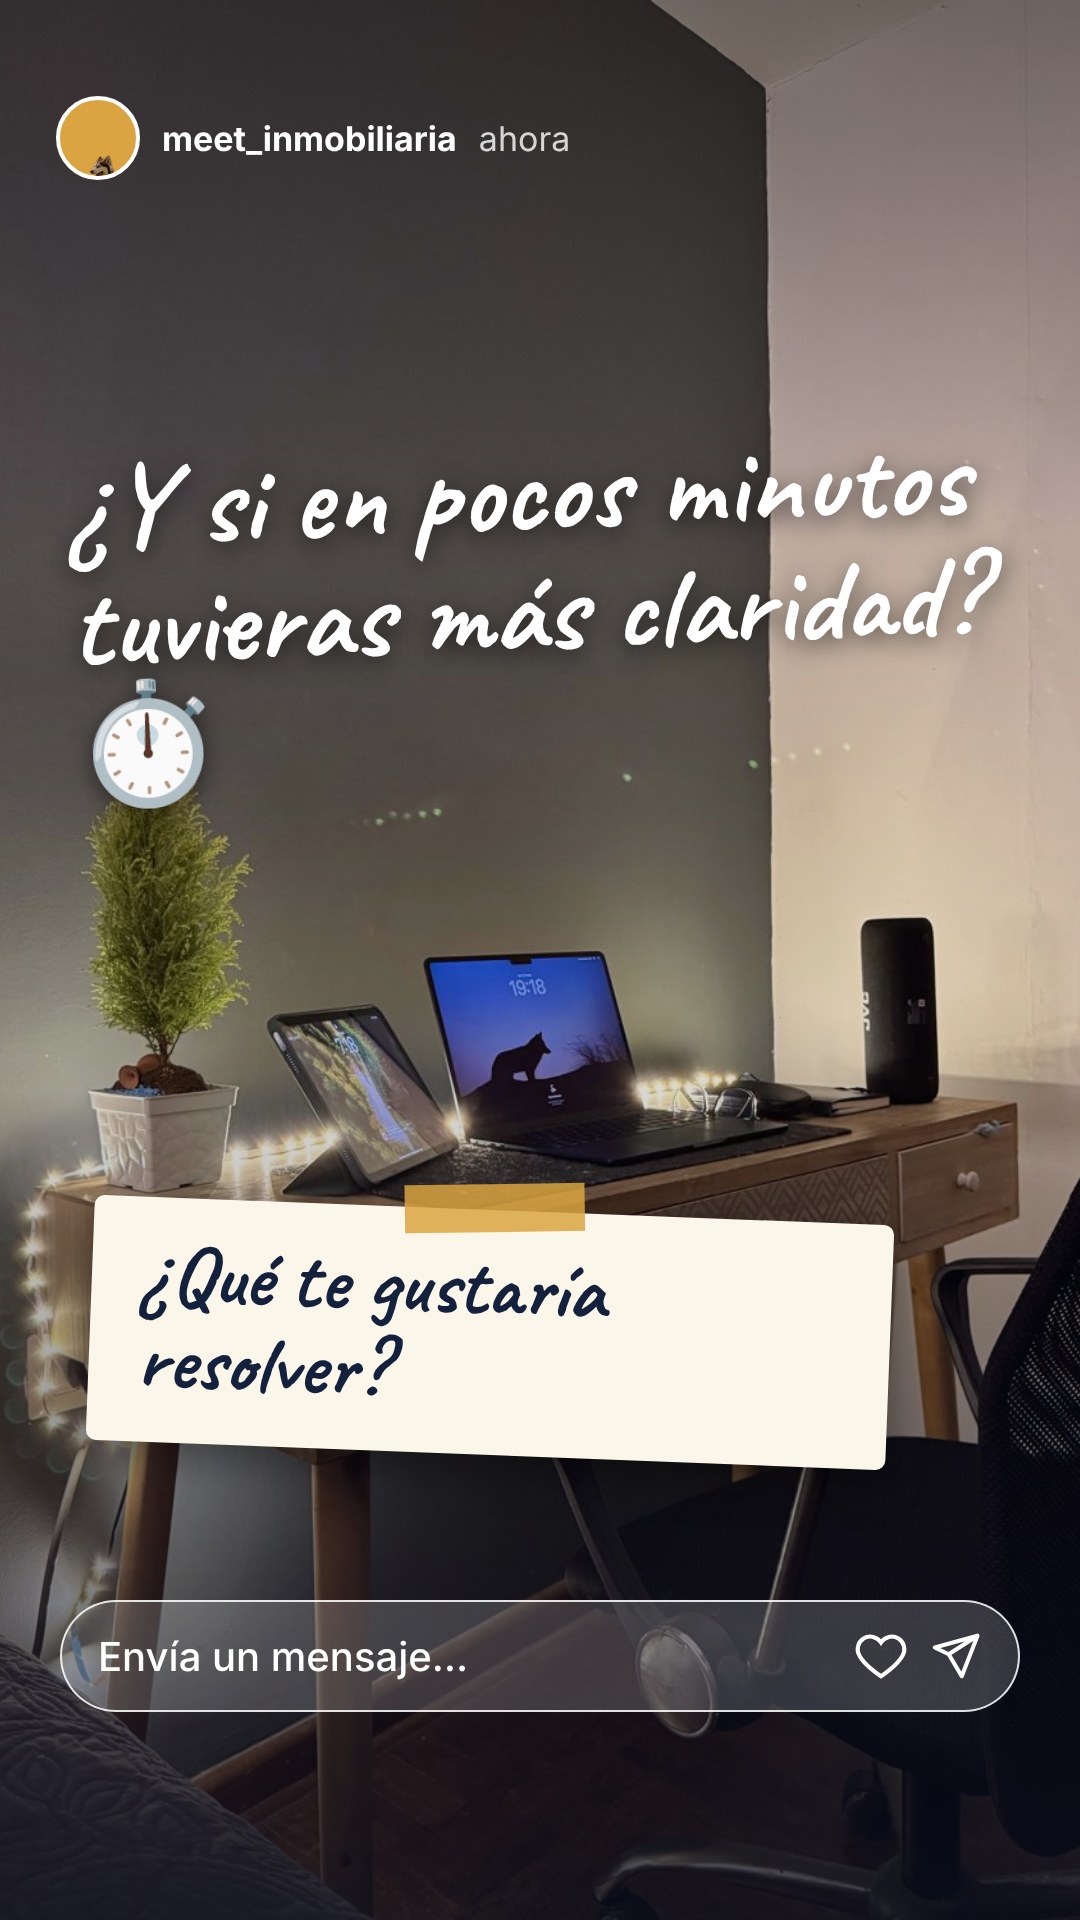 meet_inmobiliaria ahora
¿Y si en pocos minutos
tuvieras más claridad?
19:18
¿Qué te gustaría
resolver?
Envía un mensaje...